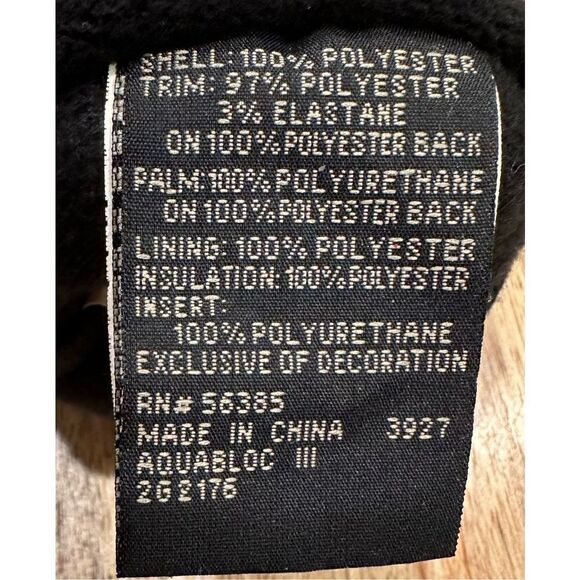 SHELL: 100% POLYESTER
TRIM: 97% POLYESTER
3% ELASTANE
ON 100% POLYESTER BACK
PALM: 100% POLYURETHANE
ON 100% POLYESTER BACK
LINING: 100% POLYESTER
INSULATION: 100% POLYESTER
INSERT:
100% POLYURETHANE
EXCLUSIVE OF DECORATION
RN# 56385
MADE IN CHINA 3927
AQUABLOC III
2G2176